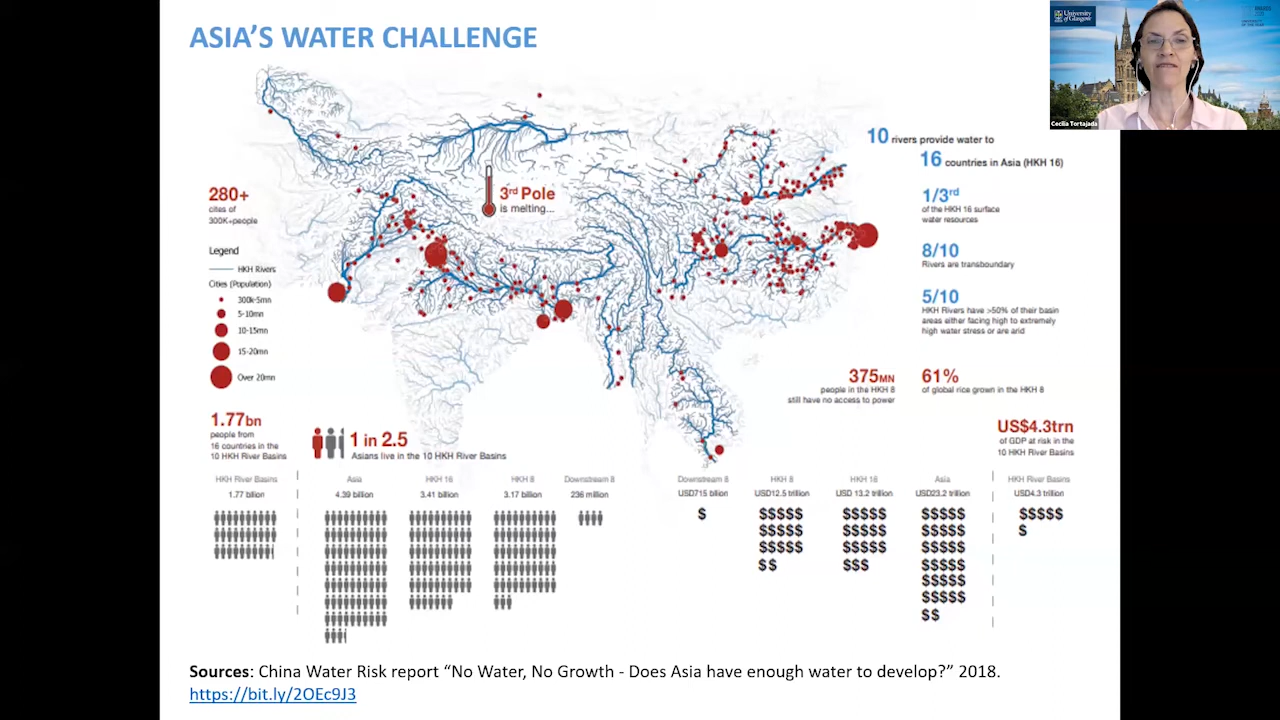 ASIA'S WATER CHALLENGE
University
of Glasgow
Cecilia Tortajada
10 rivers provide water to
16 countries in Asia (HKH 16)
1/3rd
of the HKH 16 surface
water resources
8/10
Rivers are transboundary
5/10
HKH Rivers have >50% of their basin
areas either facing high to extremely
high water stress or are arid
3rd Pole
is melting...
280+
cites of
300K+people
Legend
HKH Rivers
Cities (Population)
300k-5mn
5-10mn
10-15mn
15-20mn
Over 20mn
375MN
people in the HKH 8
still have no access to power
61%
of global rice grown in the HKH 8
1.77bn
people from
16 countries in the
10 HKH River Basins
1 in 2.5
Asians live in the 10 HKH River Basins
US$4.3trn
of GDP at risk in the
10 HKH River Basins
HKH River Basins
1.77 billion
Asia
4.39 billion
HKH 16
3.41 billion
HKH 8
3.17 billion
Downstream 8
236 million
Downstream 8
USD715 billion
$
HKH 8
USD12.5 trillion
$$$$$
$$$$$
$$$$$
$$
HKH 16
USD 13.2 trillion
$$$$$
$$$$$
$$$$$
$$$
Asia
USD23.2 trillion
$$$$$
$$$$$
$$$$$
$$$$$
$$$$$
$$$$$
$$
HKH River Basins
USD4.3 trillion
$$$$$
$
Sources: China Water Risk report “No Water, No Growth - Does Asia have enough water to develop?” 2018.
https://bit.ly/2OEc9J3